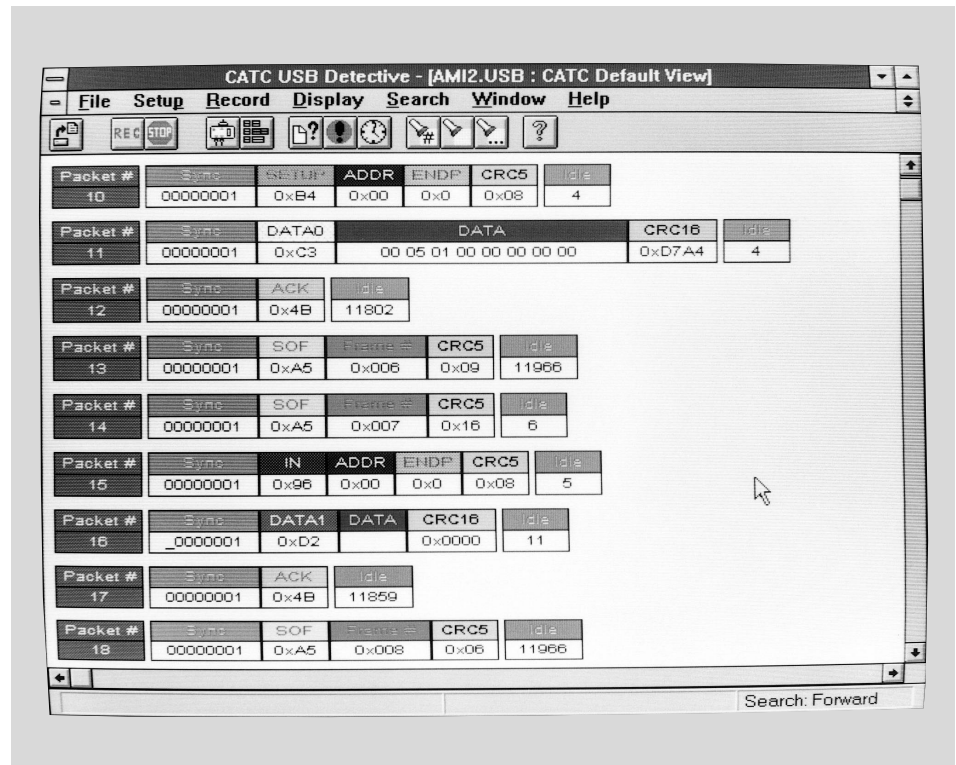 CATC USB Detective - [AMI2.USB : CATC Default View]
File Setup Record Display Search Window Help
REC STOP
Packet # Sync SETUP ADDR ENDP CRC5 Idle
10 00000001 0xB4 0x00 0x0 0x08 4
Packet # Sync DATA0 DATA CRC16 Idle
11 00000001 0xC3 00 05 01 00 00 00 00 00 0xD7A4 4
Packet # Sync ACK Idle
12 00000001 0x4B 11802
Packet # Sync SOF Frame # CRC5 Idle
13 00000001 0xA5 0x006 0x09 11966
Packet # Sync SOF Frame # CRC5 Idle
14 00000001 0xA5 0x007 0x16 6
Packet # Sync IN ADDR ENDP CRC5 Idle
15 00000001 0x96 0x00 0x0 0x08 5
Packet # Sync DATA1 DATA CRC16 Idle
16 _0000001 0xD2 0x0000 11
Packet # Sync ACK Idle
17 00000001 0x4B 11859
Packet # Sync SOF Frame # CRC5 Idle
18 00000001 0xA5 0x008 0x06 11966
Search: Forward